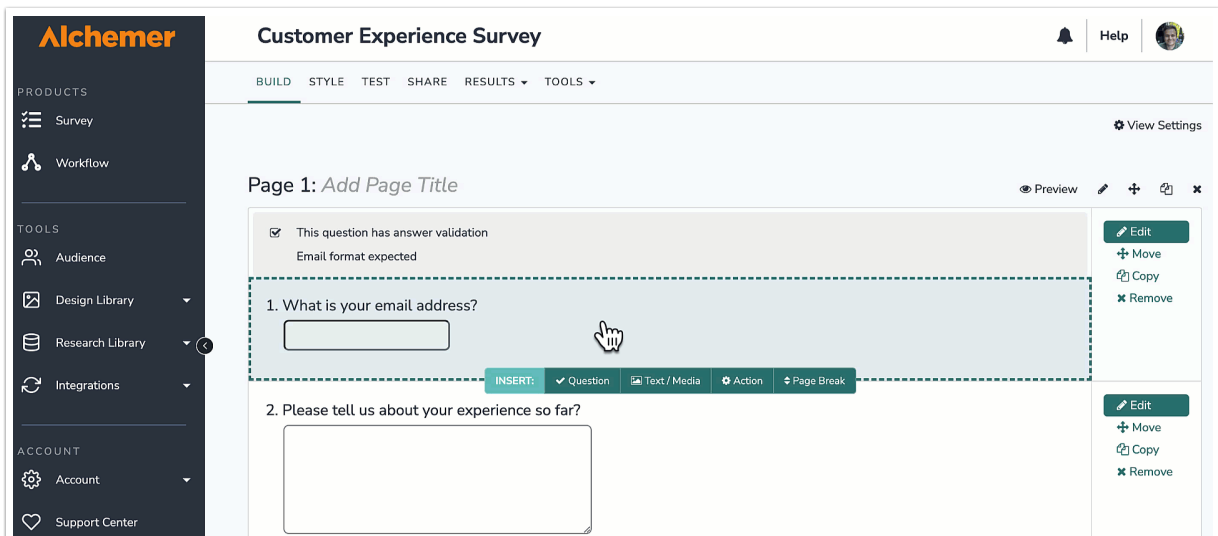 Alchemer
Customer Experience Survey
Help
BUILD STYLE TEST SHARE RESULTS TOOLS
View Settings
PRODUCTS
Survey
Workflow
TOOLS
Audience
Design Library
Research Library
Integrations
ACCOUNT
Account
Support Center
Page 1: Add Page Title
Preview
This question has answer validation
Email format expected
Edit
Move
Copy
Remove
1. What is your email address?
INSERT: Question Text / Media Action Page Break
2. Please tell us about your experience so far?
Edit
Move
Copy
Remove